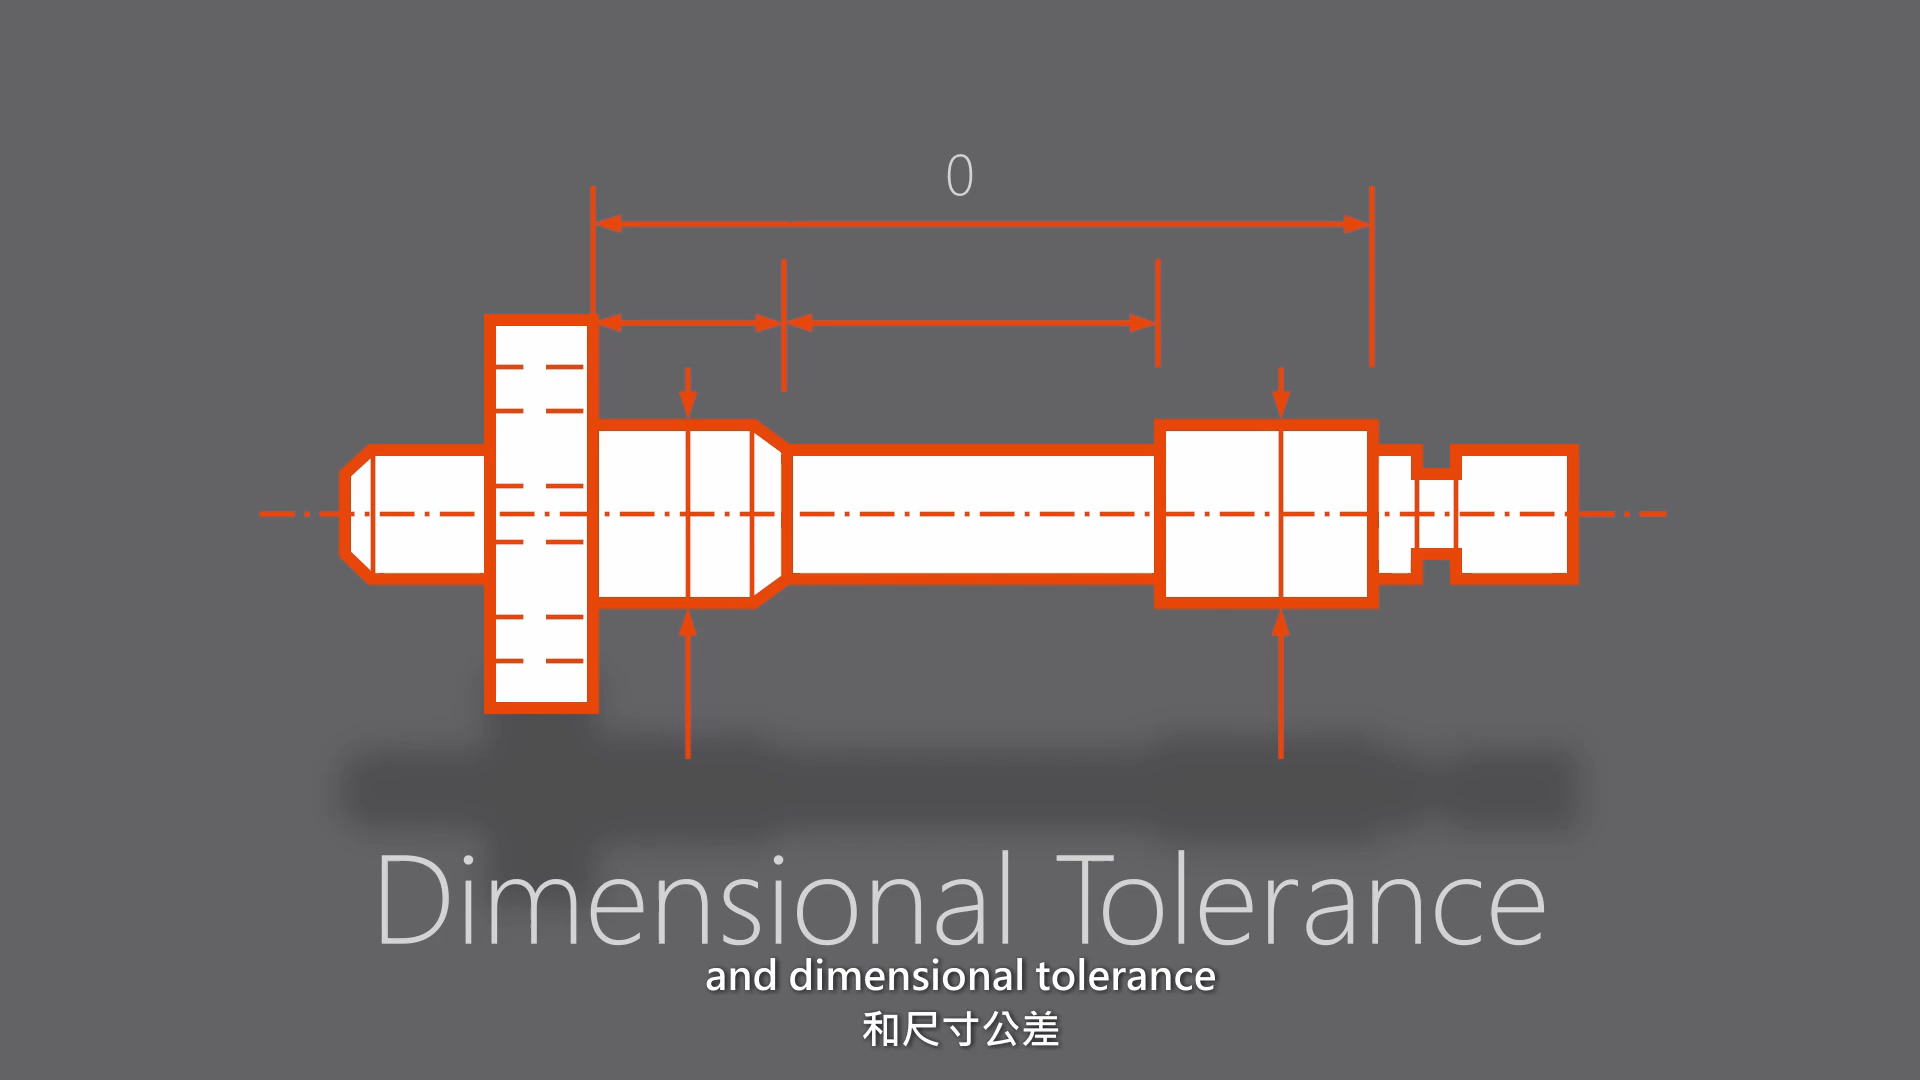 0
Dimensional Tolerance
and dimensional tolerance
和尺寸公差